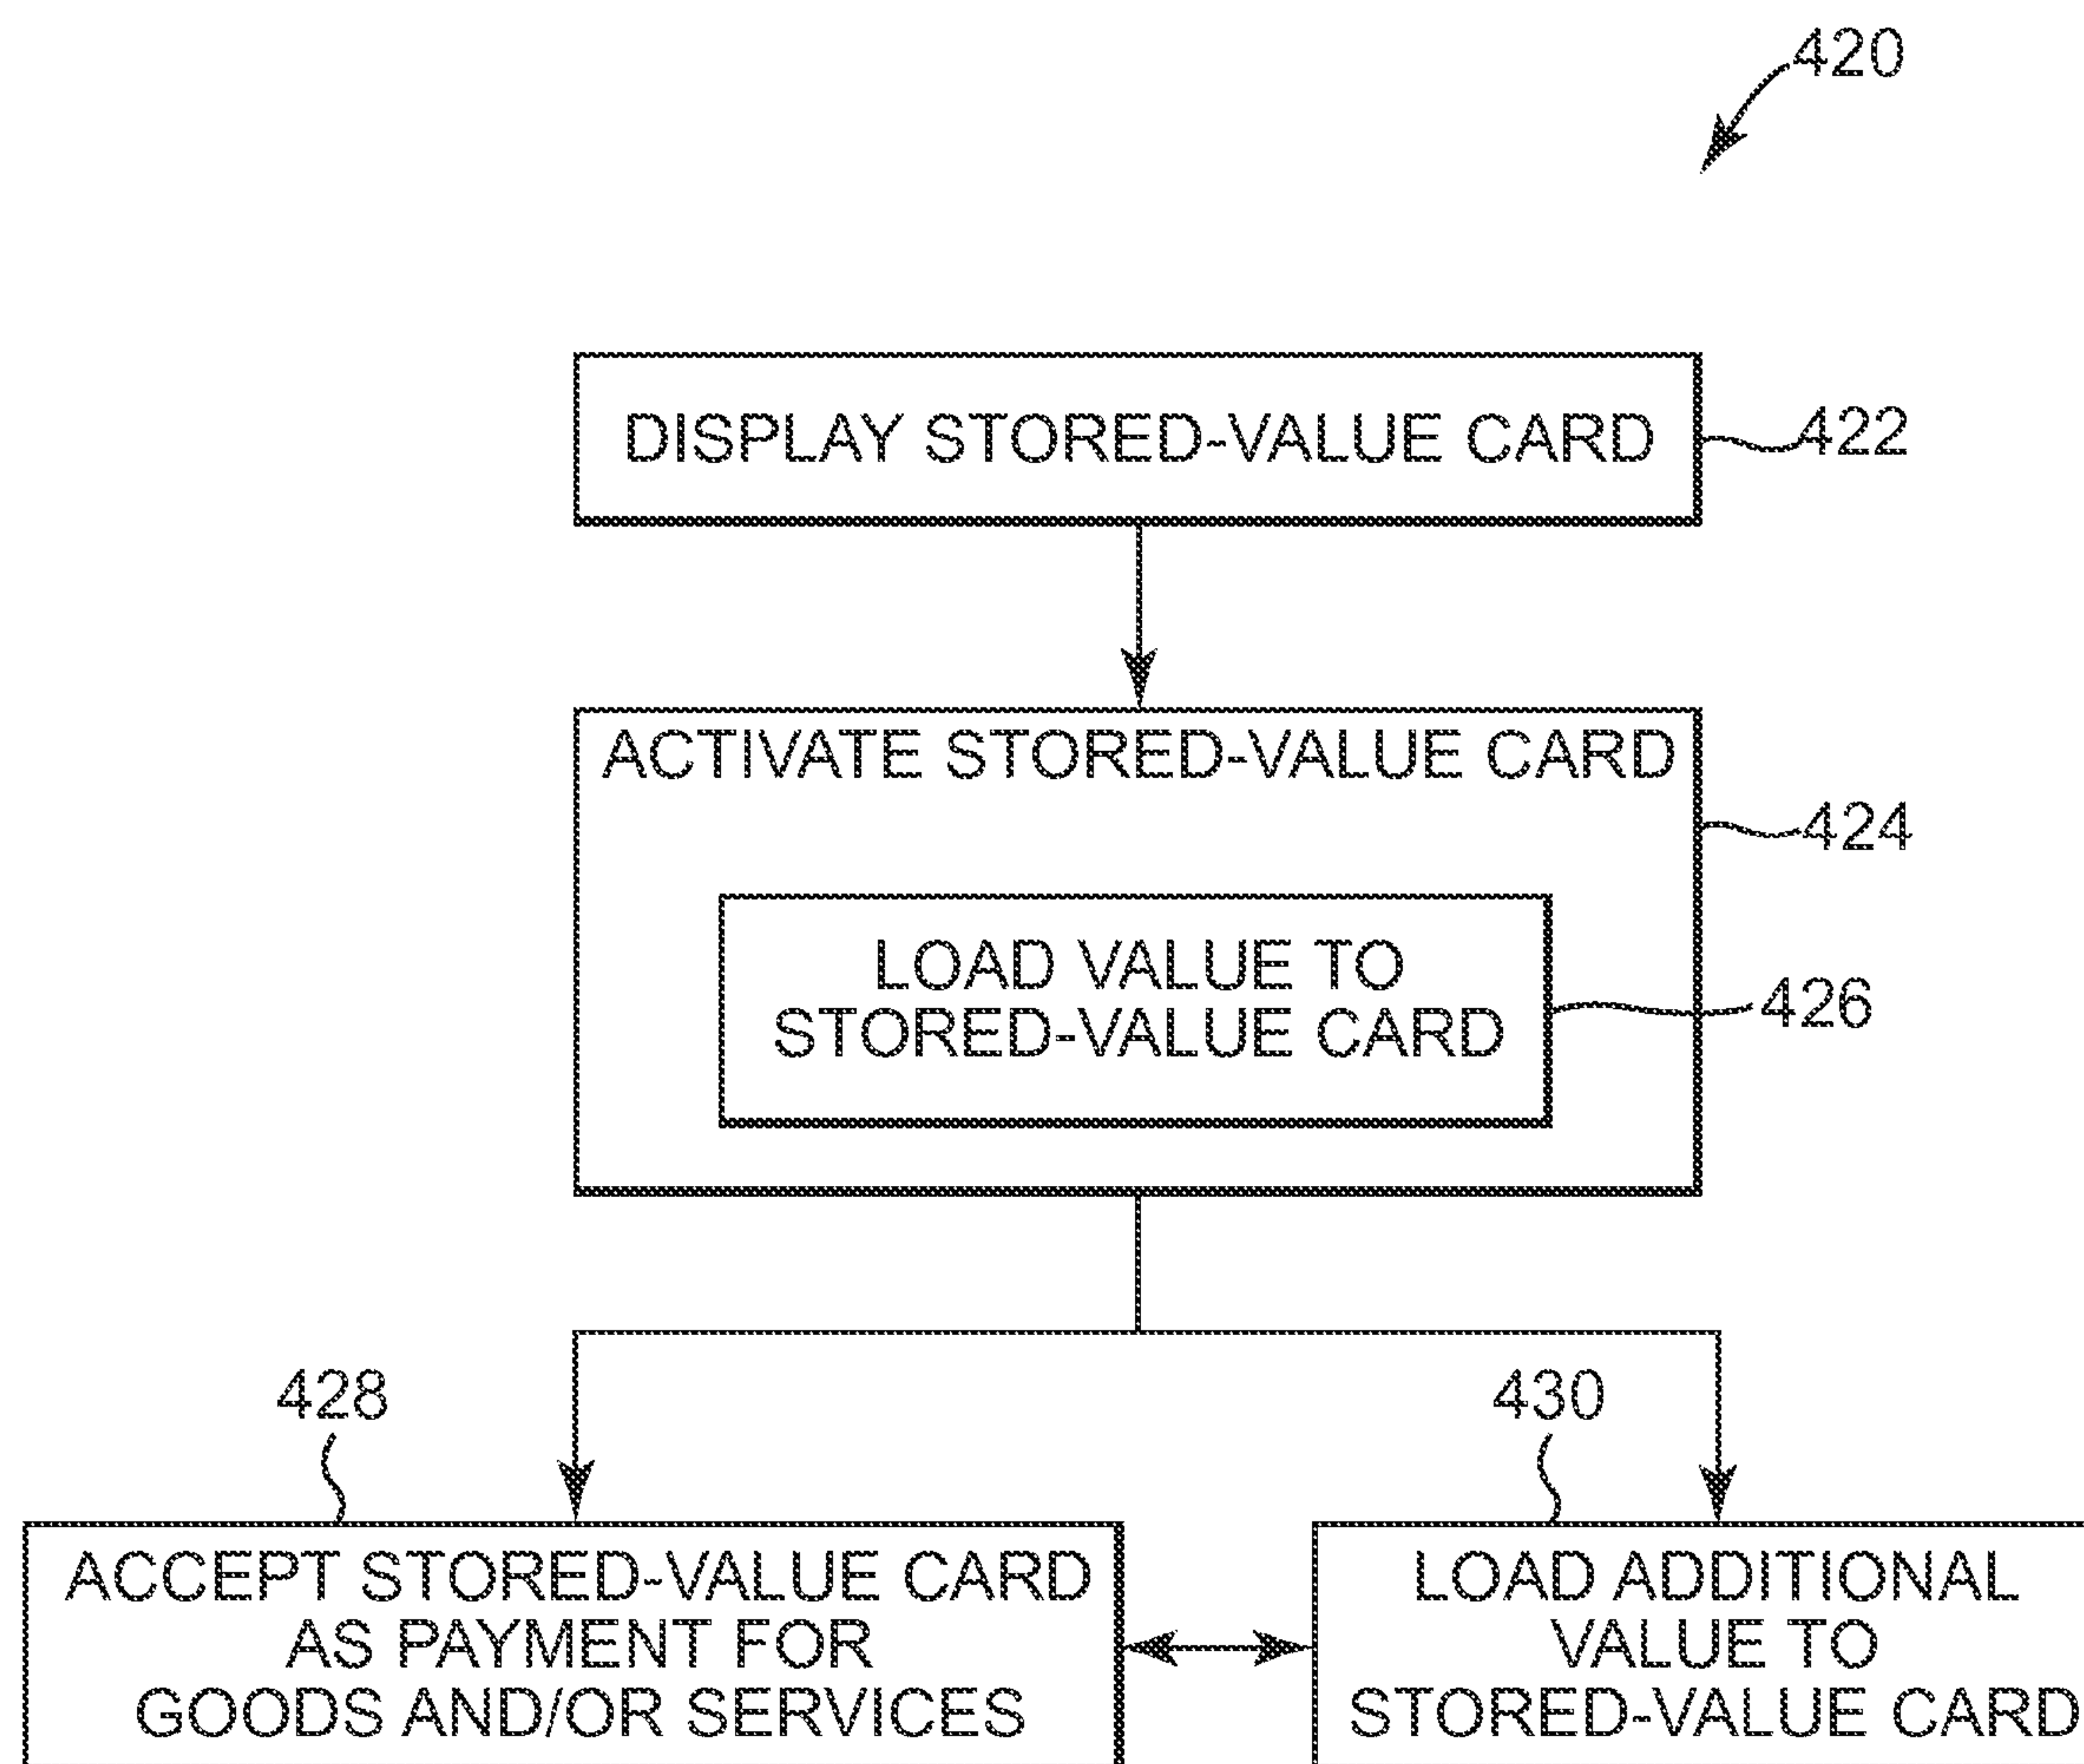 420
DISPLAY STORED-VALUE CARD
422
ACTIVATE STORED-VALUE CARD
424
LOAD VALUE TO
STORED-VALUE CARD
426
428
430
ACCEPT STORED-VALUE CARD
AS PAYMENT FOR
GOODS AND/OR SERVICES
LOAD ADDITIONAL
VALUE TO
STORED-VALUE CARD